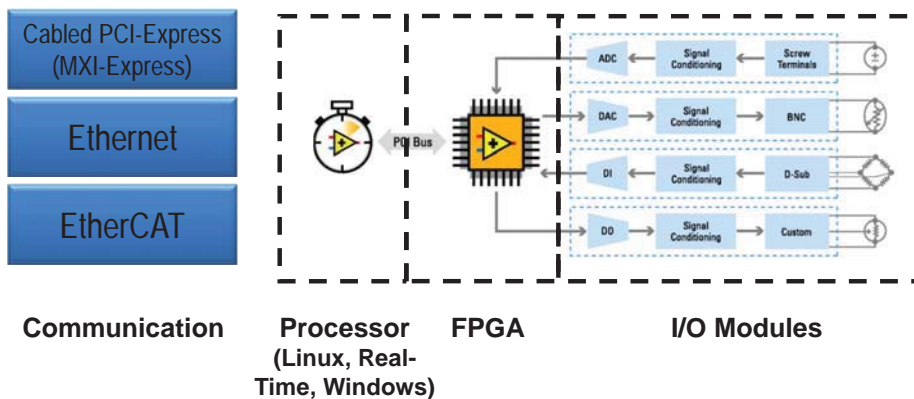 Cabled PCI-Express
(MXI-Express)
Ethernet
EtherCAT
PCI Bus
ADC
Signal
Conditioning
Screw
Terminals
DAC
Signal
Conditioning
BNC
DI
Signal
Conditioning
D-Sub
DO
Signal
Conditioning
Custom
Communication
Processor
(Linux, Real-
Time, Windows)
FPGA
I/O Modules